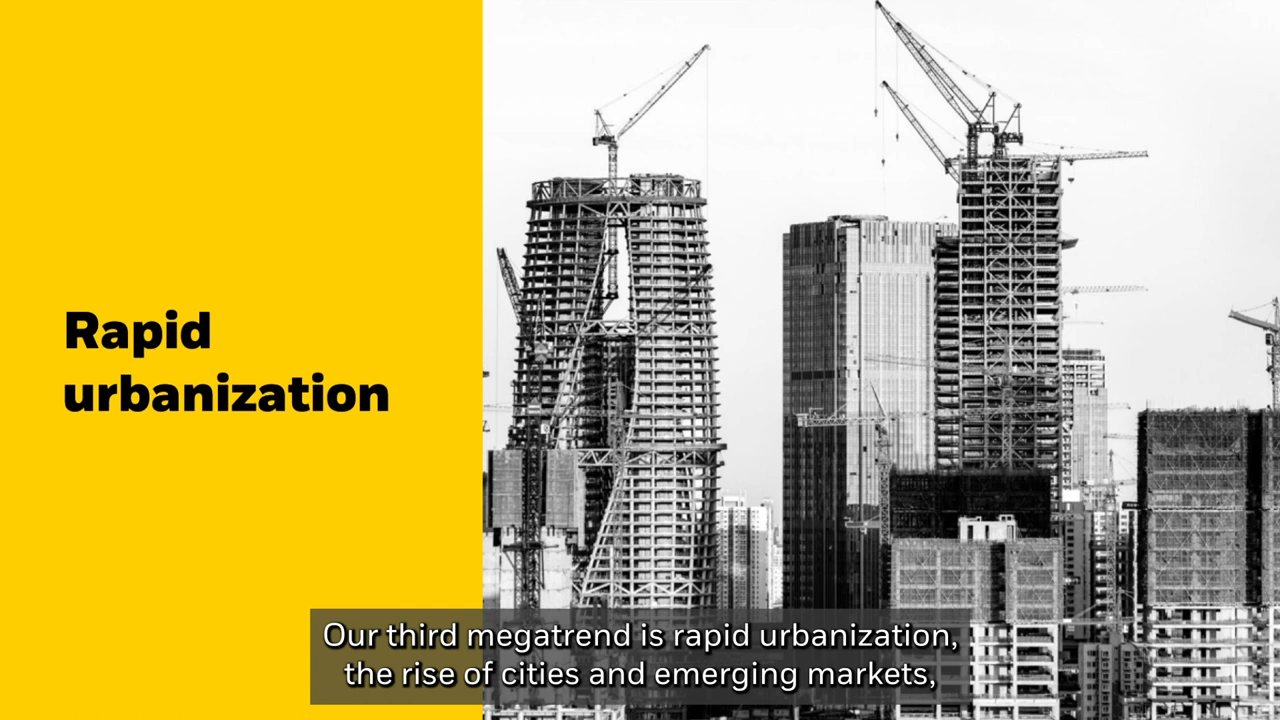 Rapid
urbanization
Our third megatrend is rapid urbanization,
the rise of cities and emerging markets,